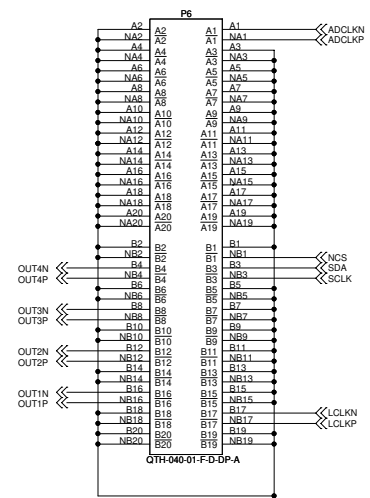 P6
A2 A2 A1 A1 ADCLKN
NA2 A2 A1 NA1 ADCLKP
A4 A4 A3 A3
NA4 A4 A3 NA3
A6 A6 A5 A5
NA6 A6 A5 NA5
A8 A8 A7 A7
NA8 A8 A7 NA7
A10 A10 A9 A9
NA10 A10 A9 NA9
A12 A12 A11 A11
NA12 A12 A11 NA11
A14 A14 A13 A13
NA14 A14 A13 NA13
A16 A16 A15 A15
NA16 A16 A15 NA15
A18 A18 A17 A17
NA18 A18 A17 NA17
A20 A20 A19 A19
NA20 A20 A19 NA19
B2 B2 B1 B1
NB2 B2 B1 NB1 NCS
OUT4N B4 B4 B3 B3 SDA
OUT4P NB4 B4 B3 NB3 SCLK
B6 B6 B5 B5
NB6 B6 B5 NB5
OUT3N B8 B8 B7 B7
OUT3P NB8 B8 B7 NB7
B10 B10 B9 B9
NB10 B10 B9 NB9
OUT2N B12 B12 B11 B11
OUT2P NB12 B12 B11 NB11
B14 B14 B13 B13
NB14 B14 B13 NB13
OUT1N B16 B16 B15 B15
OUT1P NB16 B16 B15 NB15
B18 B18 B17 B17 LCLKN
NB18 B18 B17 NB17 LCLKP
B20 B20 B19 B19
NB20 B20 B19 NB19
QTH-040-01-F-D-DP-A